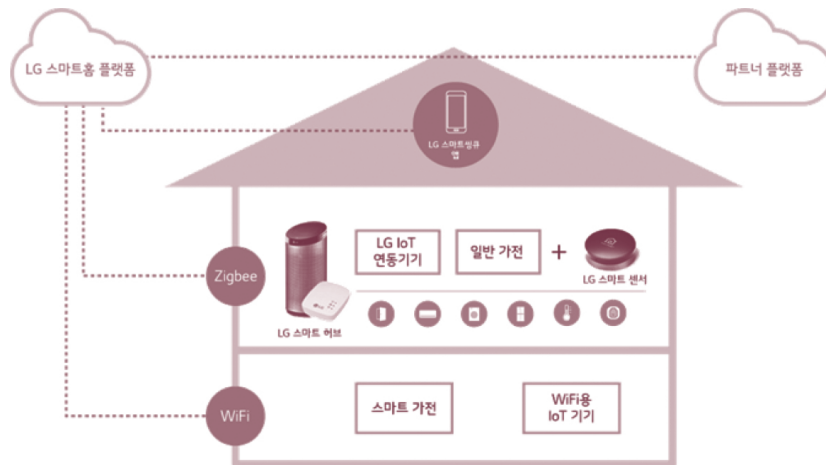 LG 스마트홈 플랫폼
파트너 플랫폼
LG 스마트씽큐
앱
Zigbee
LG IoT
연동기기
일반 가전
+
LG 스마트 센서
LG 스마트 허브
WiFi
스마트 가전
WiFi용
IoT 기기